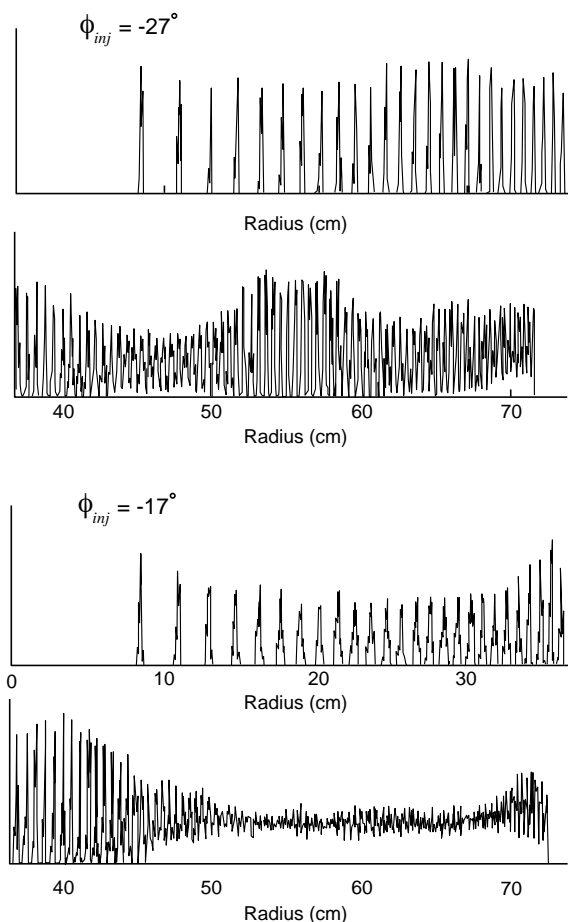 ϕinj = -27°
Radius (cm)
40 50 60 70
Radius (cm)
ϕinj = -17°
0 10 20 30
Radius (cm)
40 50 60 70
Radius (cm)